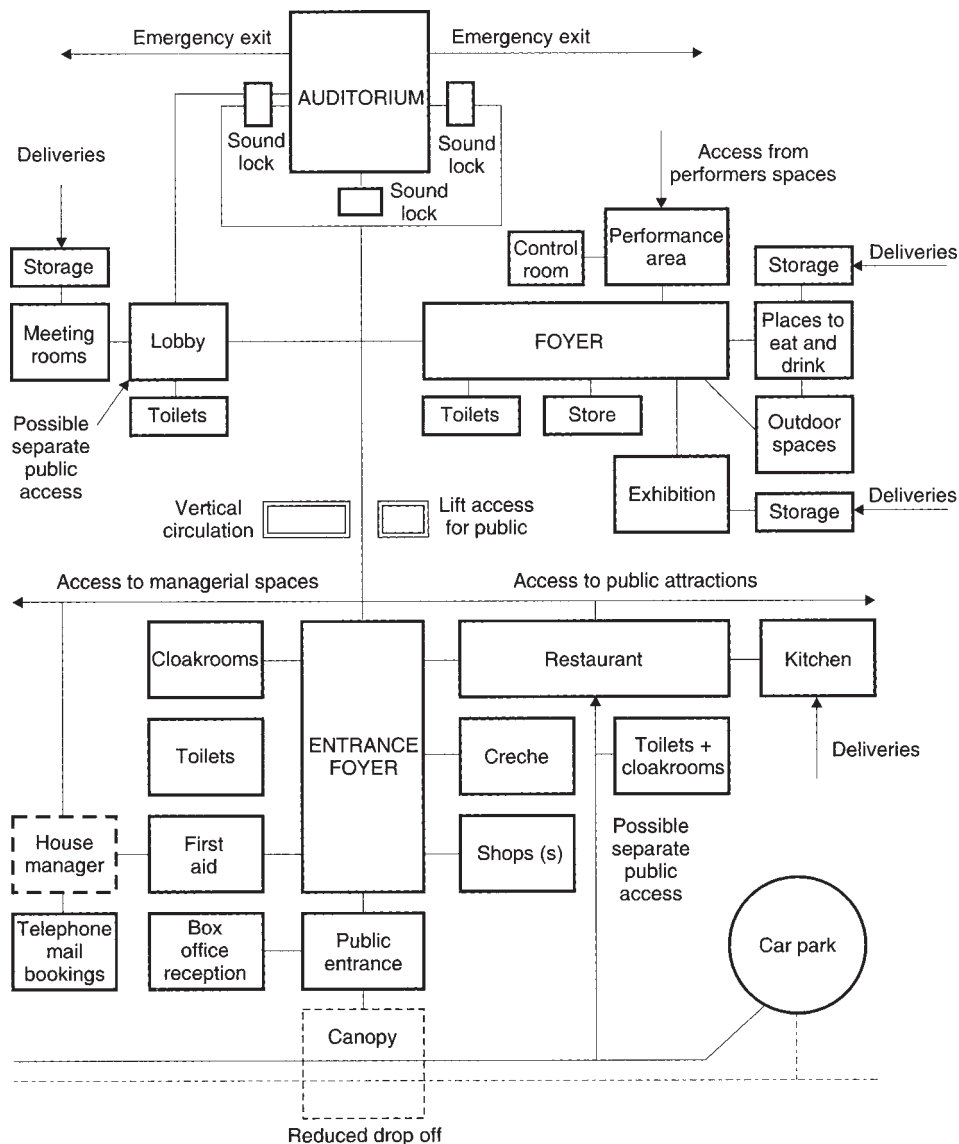 Emergency exit
Emergency exit
AUDITORIUM
Sound
lock
Sound
lock
Sound
lock
Deliveries
Access from
performers spaces
Storage
Control
room
Performance
area
Storage
Deliveries
Meeting
rooms
Lobby
FOYER
Places to
eat and
drink
Toilets
Toilets
Store
Outdoor
spaces
Possible
separate
public
access
Exhibition
Storage
Deliveries
Vertical
circulation
Lift access
for public
Access to managerial spaces
Access to public attractions
Cloakrooms
Restaurant
Kitchen
Toilets
ENTRANCE
FOYER
Creche
Toilets +
cloakrooms
Deliveries
House
manager
First
aid
Shops (s)
Possible
separate
public
access
Telephone
mail
bookings
Box
office
reception
Public
entrance
Car park
Canopy
Reduced drop off